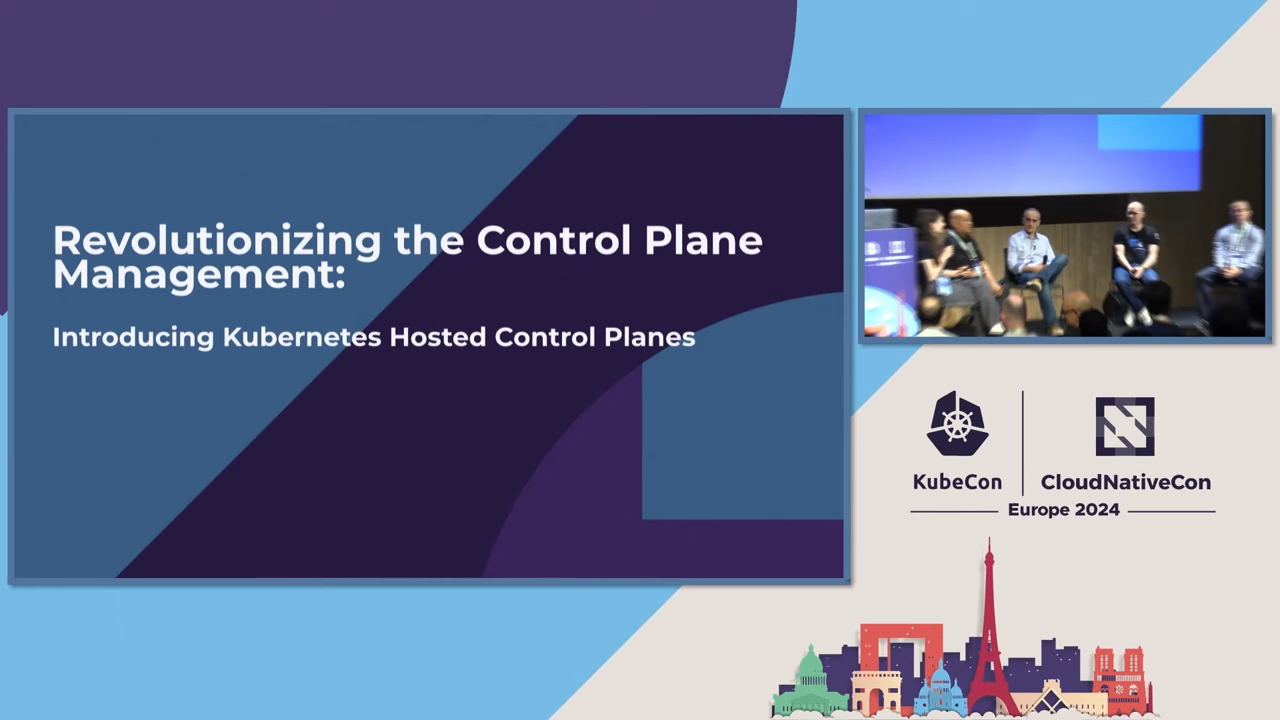 Revolutionizing the Control Plane
Management:
Introducing Kubernetes Hosted Control Planes
KubeCon
CloudNativeCon
Europe 2024